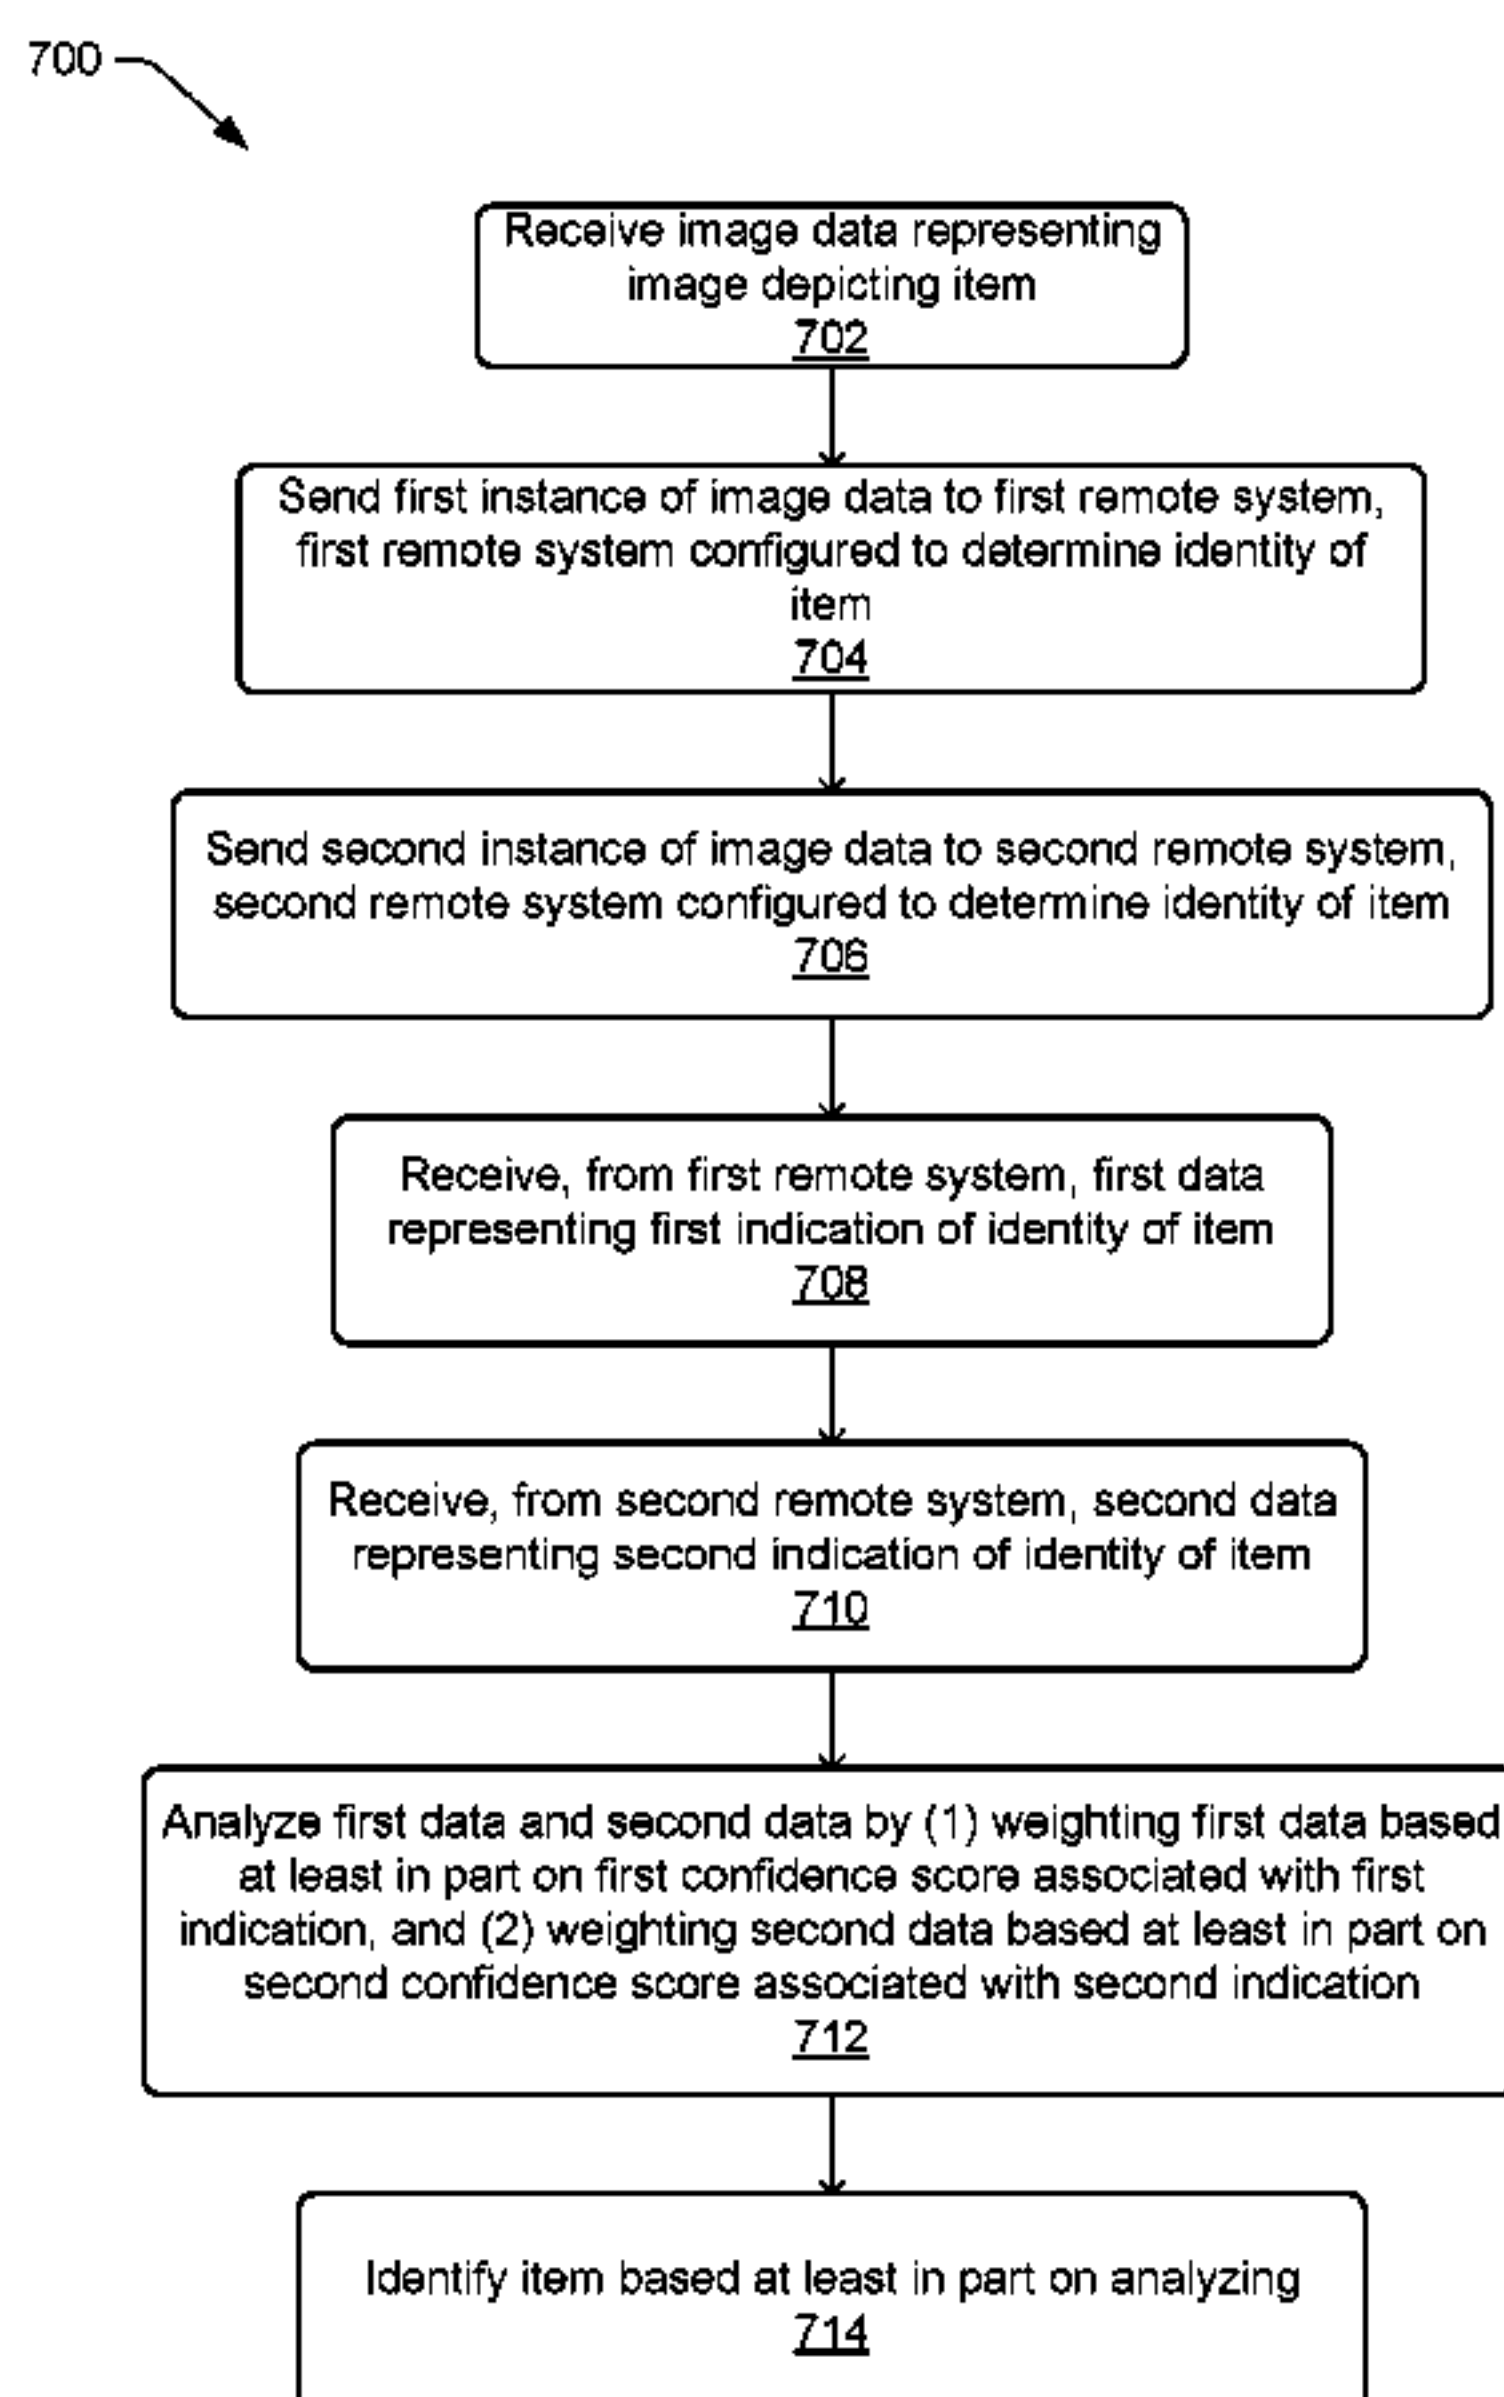 700
Receive image data representing
image depicting item
702
Send first instance of image data to first remote system,
first remote system configured to determine identity of
item
704
Send second instance of image data to second remote system,
second remote system configured to determine identity of item
706
Receive, from first remote system, first data
representing first indication of identity of item
708
Receive, from second remote system, second data
representing second indication of identity of item
710
Analyze first data and second data by (1) weighting first data based
at least in part on first confidence score associated with first
indication, and (2) weighting second data based at least in part on
second confidence score associated with second indication
712
Identify item based at least in part on analyzing
714